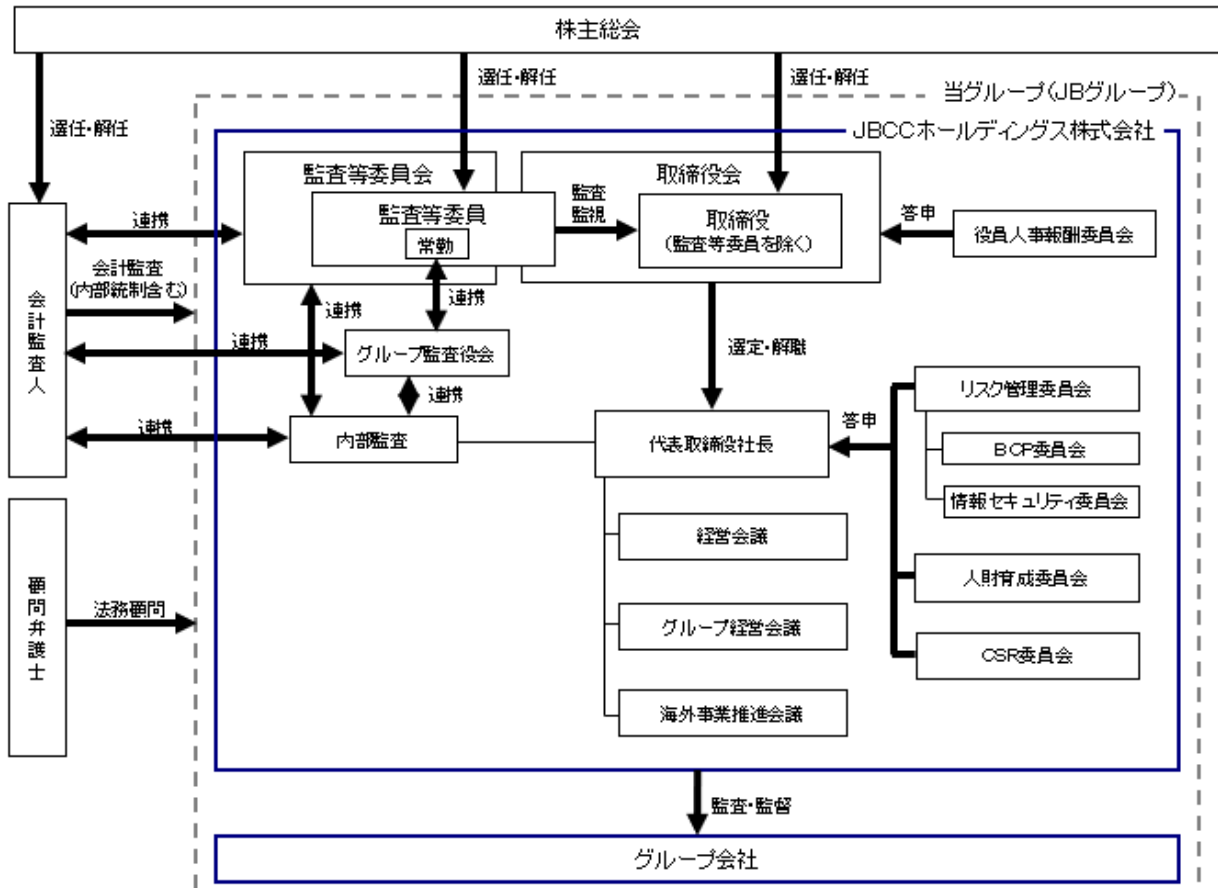 株主総会
選任・解任
選任・解任
選任・解任
当グループ(JBグループ)
JBCCホールディングス株式会社
監査等委員会
監査等委員
常勤
監査
監視
取締役会
取締役
(監査等委員を除く)
答申
役員人事報酬委員会
連携
会計監査
(内部統制含む)
会計監査人
連携
連携
連携
グループ監査役会
連携
連携
内部監査
選定・解職
代表取締役社長
答申
リスク管理委員会
BCP委員会
情報セキュリティ委員会
人財育成委員会
CSR委員会
経営会議
グループ経営会議
海外事業推進会議
顧問弁護士
法務顧問
監査・監督
グループ会社